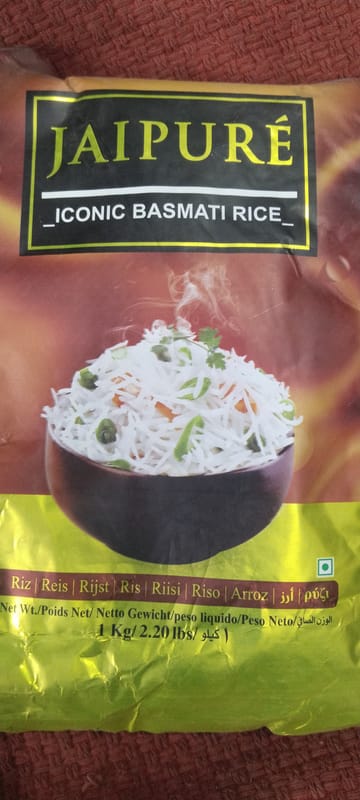 JAIPURÉ
_ICONIC BASMATI RICE_
Riz | Reis | Rijst | Ris | Riisi | Riso | Arroz | أرز | ρύζι
Net Wt./Poids Net/ Netto Gewicht/peso liquido/Peso Neto/الوزن الصافي
1 Kg/ 2.20 lbs/ ١ كيلو